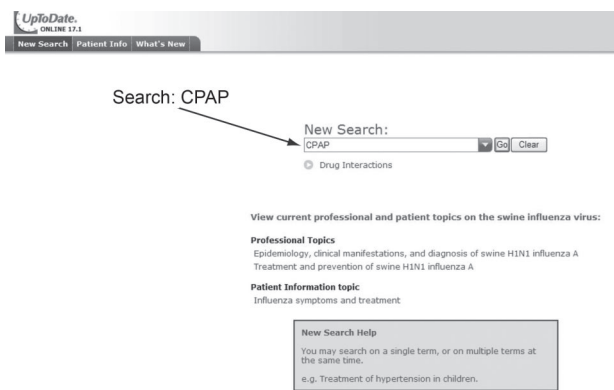 UpToDate.
ONLINE 17.1
New Search Patient Info What's New
Search: CPAP
New Search:
CPAP Go Clear
Drug Interactions
View current professional and patient topics on the swine influenza virus:
Professional Topics
Epidemiology, clinical manifestations, and diagnosis of swine H1N1 influenza A
Treatment and prevention of swine H1N1 influenza A
Patient Information topic
Influenza symptoms and treatment
New Search Help
You may search on a single term, or on multiple terms at
the same time.
e.g. Treatment of hypertension in children.